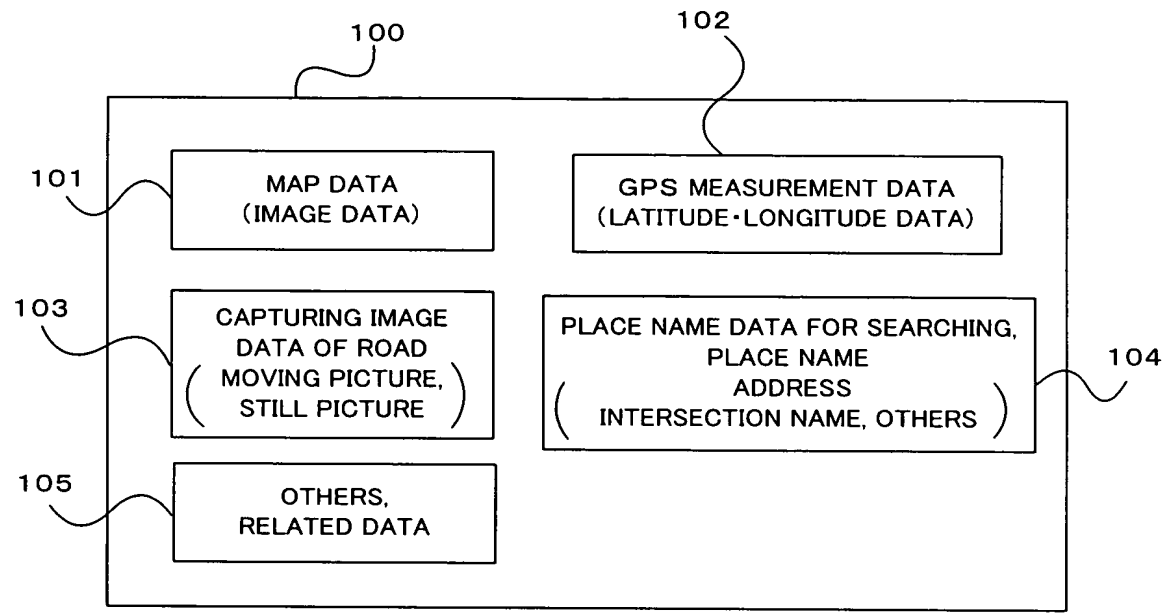 100
102
101
MAP DATA
(IMAGE DATA)
GPS MEASUREMENT DATA
(LATITUDE・LONGITUDE DATA)
103
CAPTURING IMAGE
DATA OF ROAD
(MOVING PICTURE,
STILL PICTURE)
PLACE NAME DATA FOR SEARCHING,
PLACE NAME
(ADDRESS
INTERSECTION NAME, OTHERS)
104
105
OTHERS,
RELATED DATA